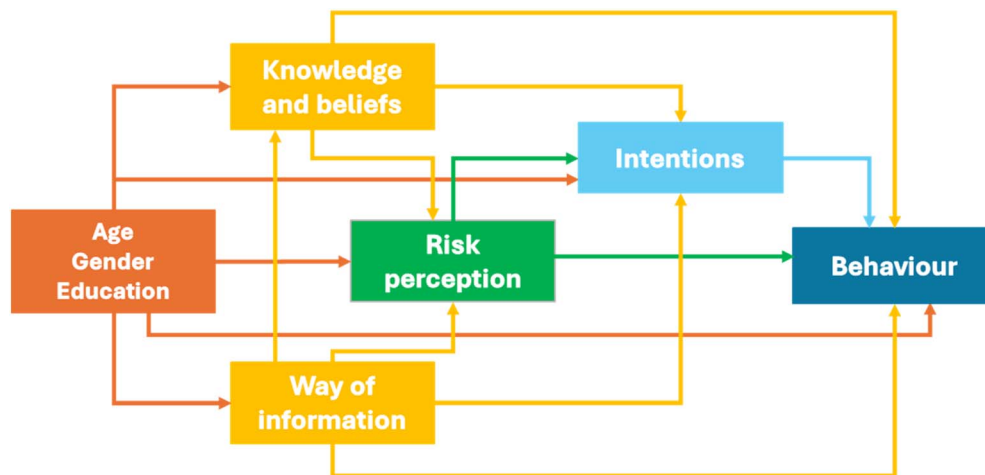 Knowledge
and beliefs
Intentions
Age
Gender
Education
Risk
perception
Behaviour
Way of
information